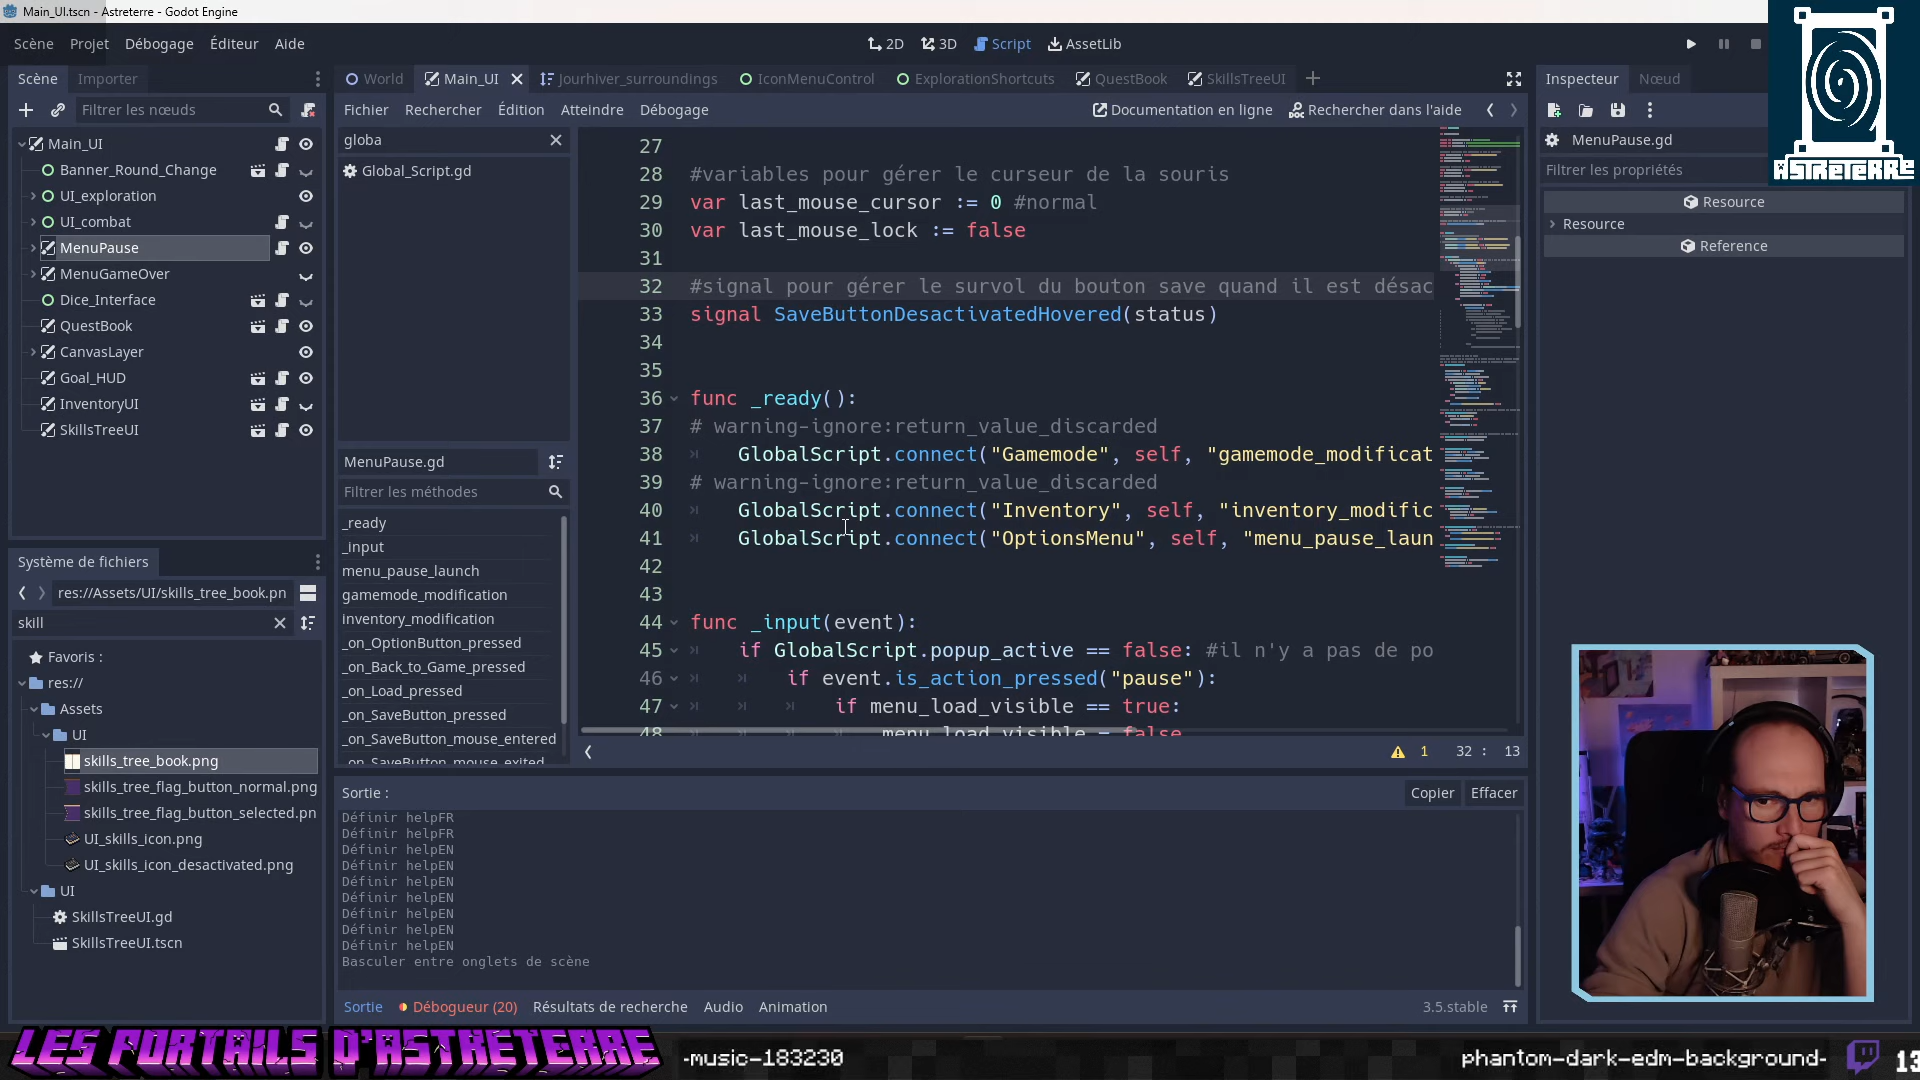 Main_UI.tscn - Astreterre - Godot Engine
Scène Projet Débogage Éditeur Aide
2D 3D Script AssetLib
ASTRETERRE
Scène Importer
Filtrer les nœuds
Main_UI
Banner_Round_Change
UI_exploration
UI_combat
MenuPause
MenuGameOver
Dice_Interface
QuestBook
CanvasLayer
Goal_HUD
InventoryUI
SkillsTreeUI
Système de fichiers
res://Assets/UI/skills_tree_book.pn
skill
Favoris :
res://
Assets
UI
skills_tree_book.png
skills_tree_flag_button_normal.png
skills_tree_flag_button_selected.pn
UI_skills_icon.png
UI_skills_icon_desactivated.png
UI
SkillsTreeUI.gd
SkillsTreeUI.tscn
World Main_UI Jourhiver_surroundings IconMenuControl ExplorationShortcuts QuestBook SkillsTreeUI
Fichier Rechercher Édition Atteindre Débogage Documentation en ligne Rechercher dans l'aide
globa
Global_Script.gd
MenuPause.gd
Filtrer les méthodes
_ready
_input
menu_pause_launch
gamemode_modification
inventory_modification
_on_OptionButton_pressed
_on_Back_to_Game_pressed
_on_Load_pressed
_on_SaveButton_pressed
_on_SaveButton_mouse_entered
_on_SaveButton_mouse_exited
27
28 #variables pour gérer le curseur de la souris
29 var last_mouse_cursor := 0 #normal
30 var last_mouse_lock := false
31
32 #signal pour gérer le survol du bouton save quand il est désac
33 signal SaveButtonDesactivatedHovered(status)
34
35
36 func _ready():
37 # warning-ignore:return_value_discarded
38 GlobalScript.connect("Gamemode", self, "gamemode_modificat
39 # warning-ignore:return_value_discarded
40 GlobalScript.connect("Inventory", self, "inventory_modific
41 GlobalScript.connect("OptionsMenu", self, "menu_pause_laun
42
43
44 func _input(event):
45 if GlobalScript.popup_active == false: #il n'y a pas de po
46 if event.is_action_pressed("pause"):
47 if menu_load_visible == true:
48 menu_load_visible = false
1 32 : 13
Sortie : Copier Effacer
Définir helpFR
Définir helpFR
Définir helpEN
Définir helpEN
Définir helpEN
Définir helpEN
Définir helpEN
Définir helpEN
Définir helpEN
Basculer entre onglets de scène
Sortie Débogueur (20) Résultats de recherche Audio Animation 3.5.stable
Inspecteur Nœud
MenuPause.gd
Filtrer les propriétés
Resource
Resource
Reference
LES PORTAILS D'ASTRETERRE -music-183230 phantom-dark-edm-background- 13